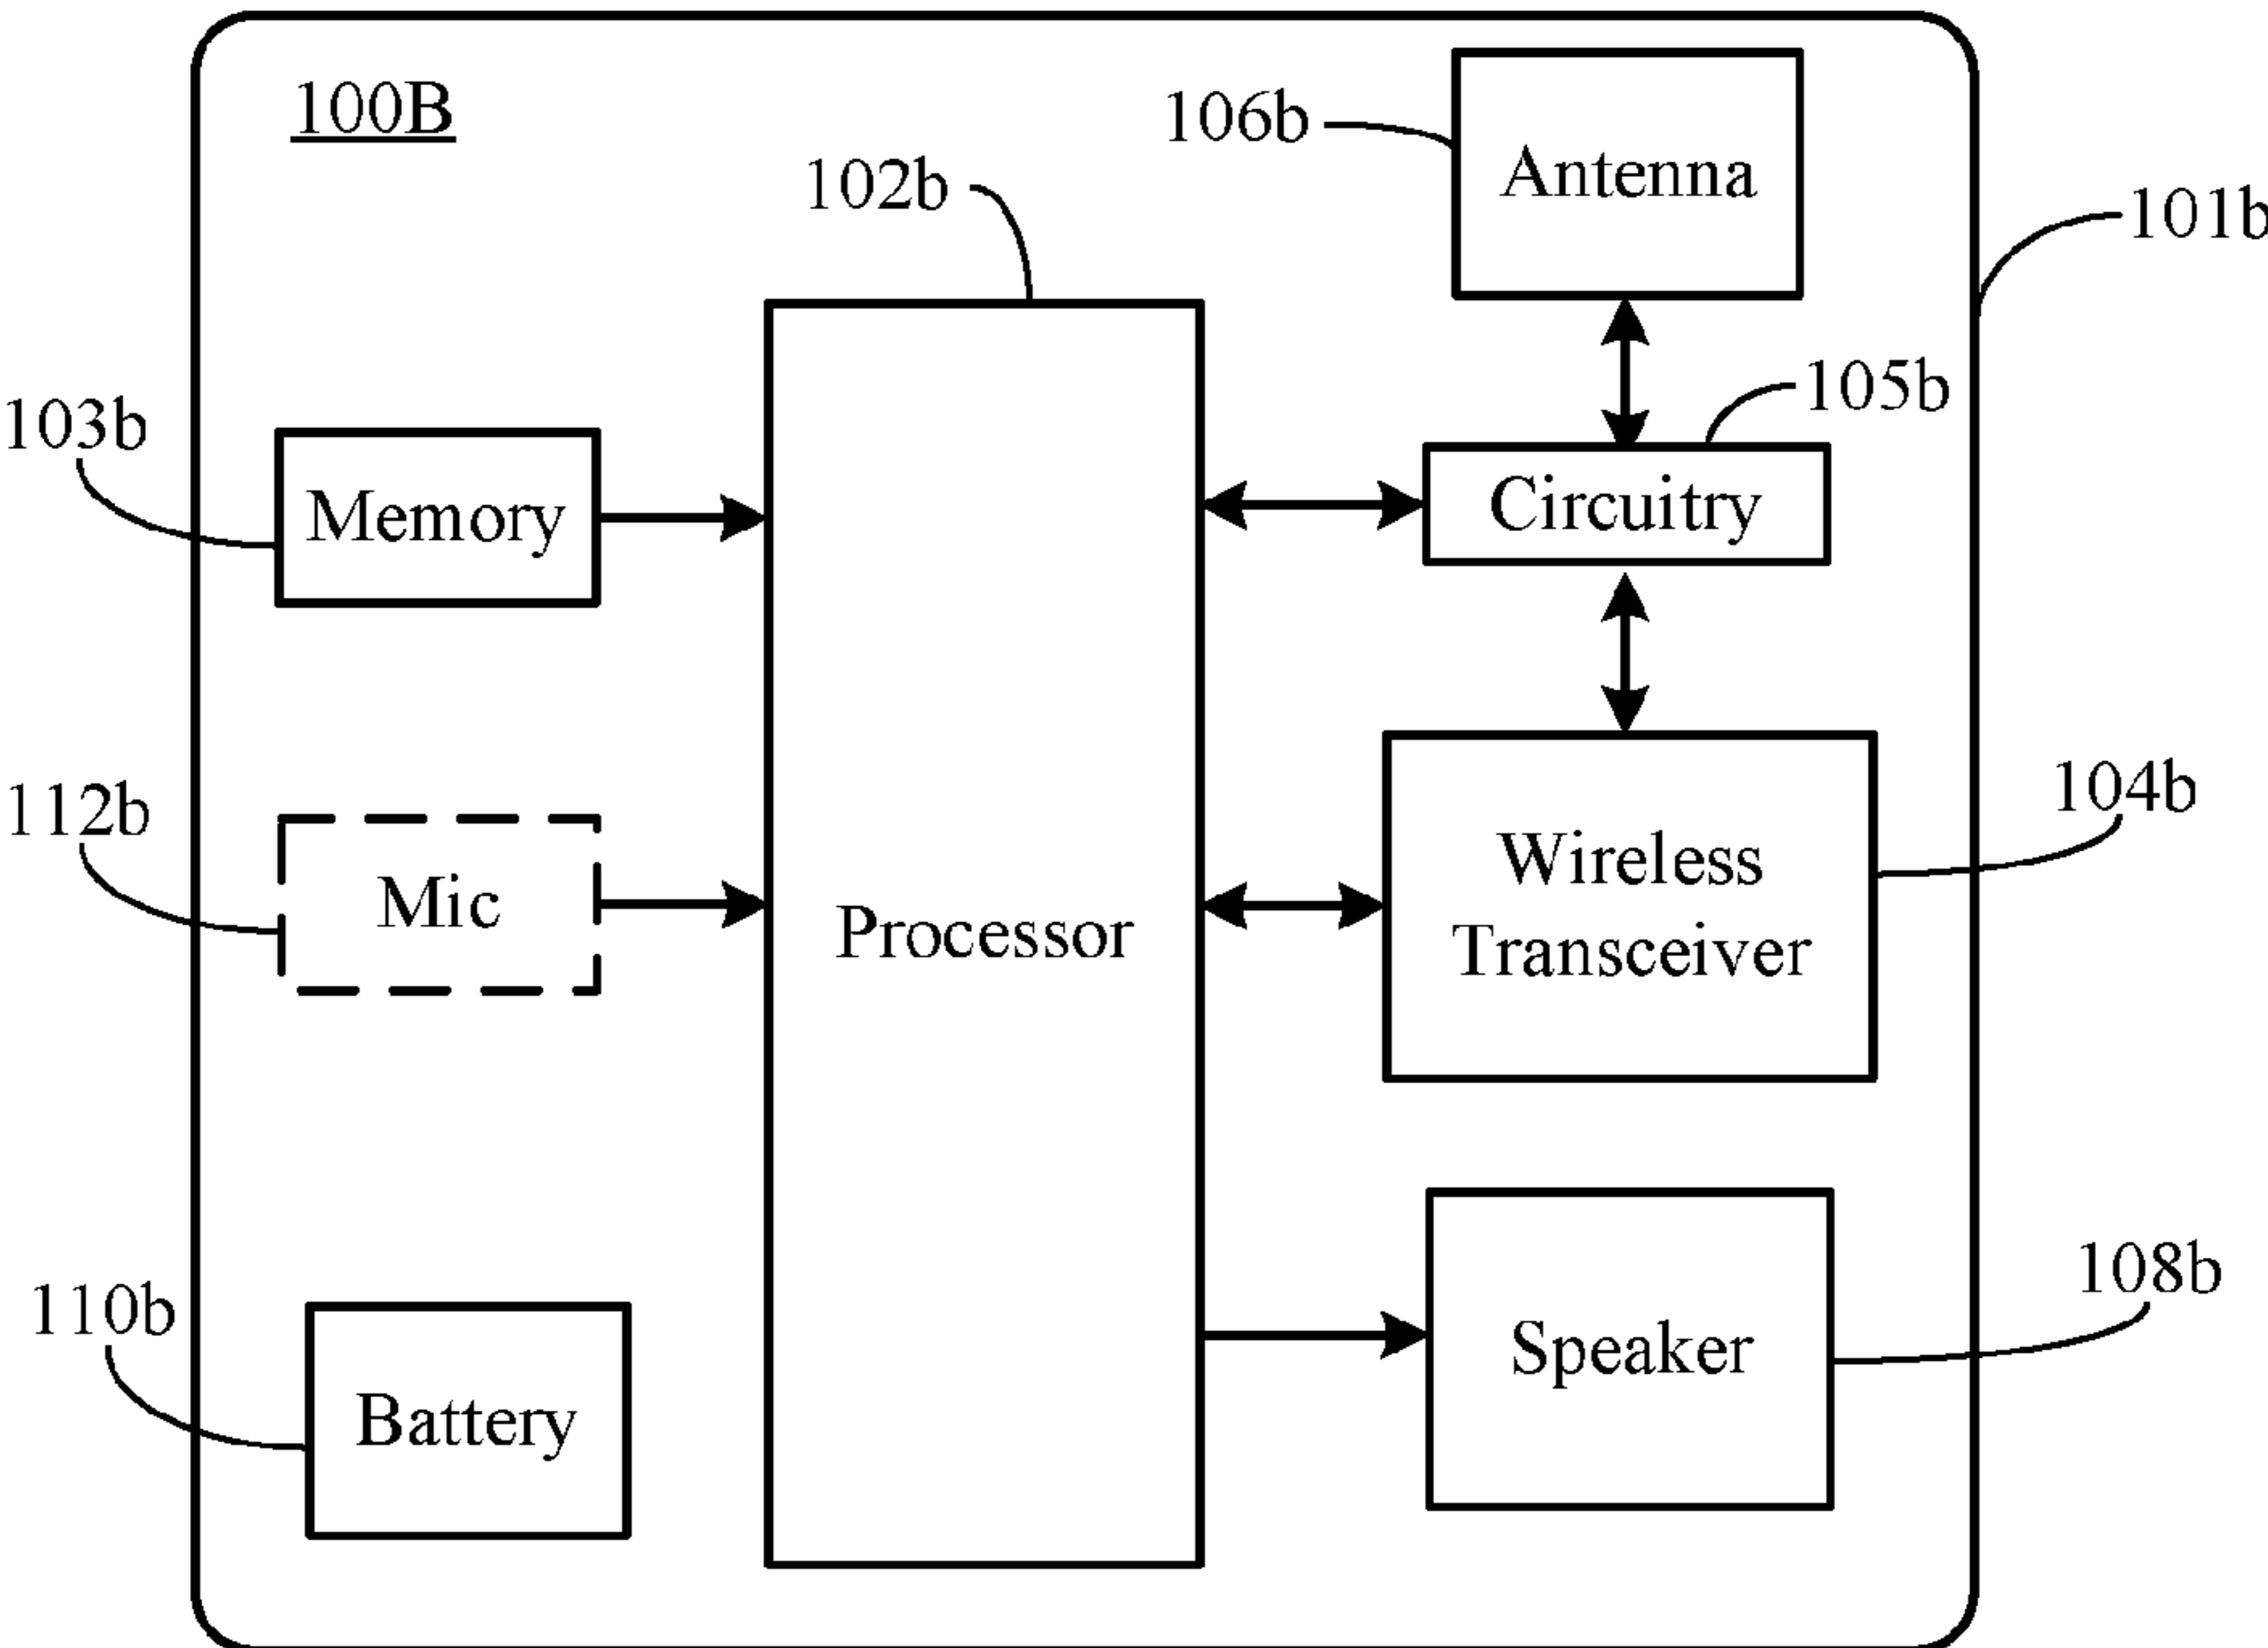 100B
106b
Antenna
102b
101b
105b
103b
Memory
Circuitry
112b
Mic
104b
Wireless
Transceiver
Processor
108b
110b
Speaker
Battery